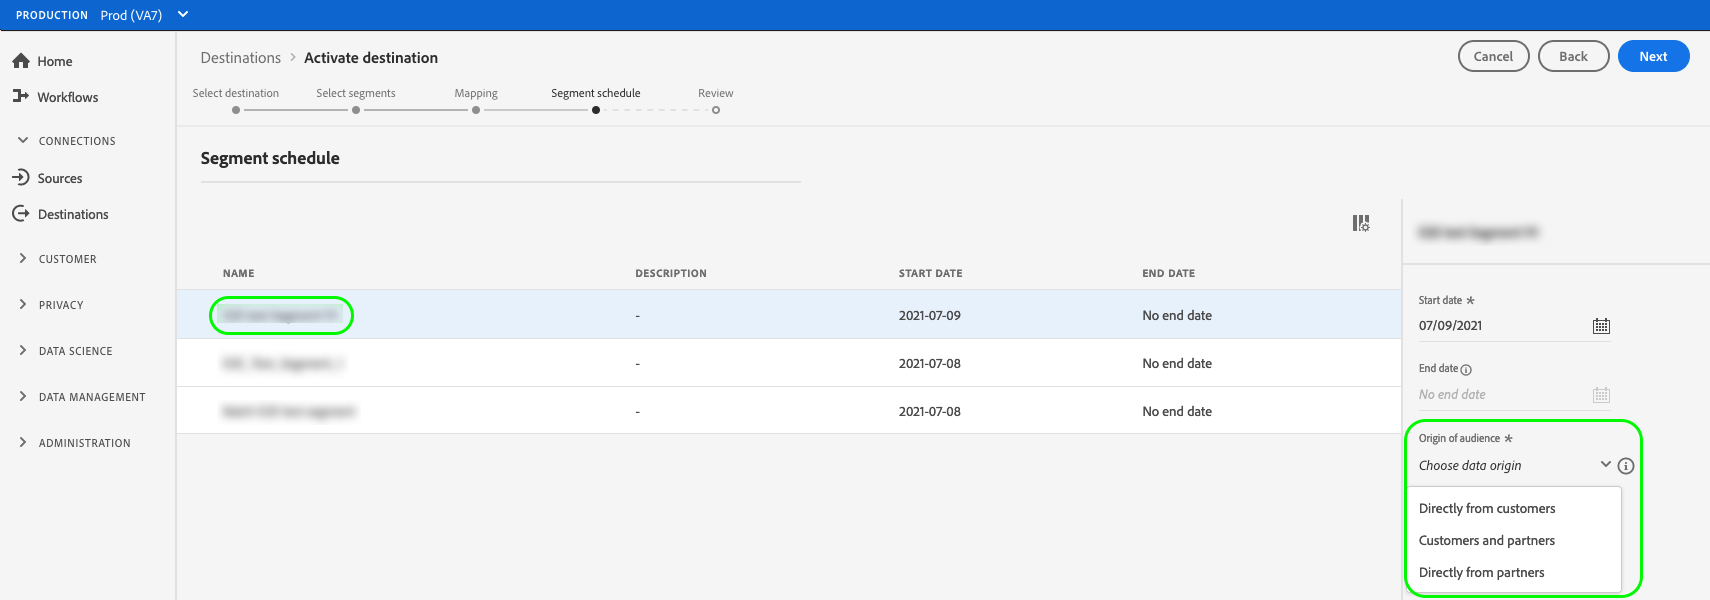 PRODUCTION Prod (VA7)
Home
Workflows
CONNECTIONS
Sources
Destinations
CUSTOMER
PRIVACY
DATA SCIENCE
DATA MANAGEMENT
ADMINISTRATION
Destinations > Activate destination
Cancel Back Next
Select destination Select segments Mapping Segment schedule Review
Segment schedule
NAME DESCRIPTION START DATE END DATE
- 2021-07-09 No end date
- 2021-07-08 No end date
- 2021-07-08 No end date
Start date *
07/09/2021
End date
No end date
Origin of audience *
Choose data origin
Directly from customers
Customers and partners
Directly from partners